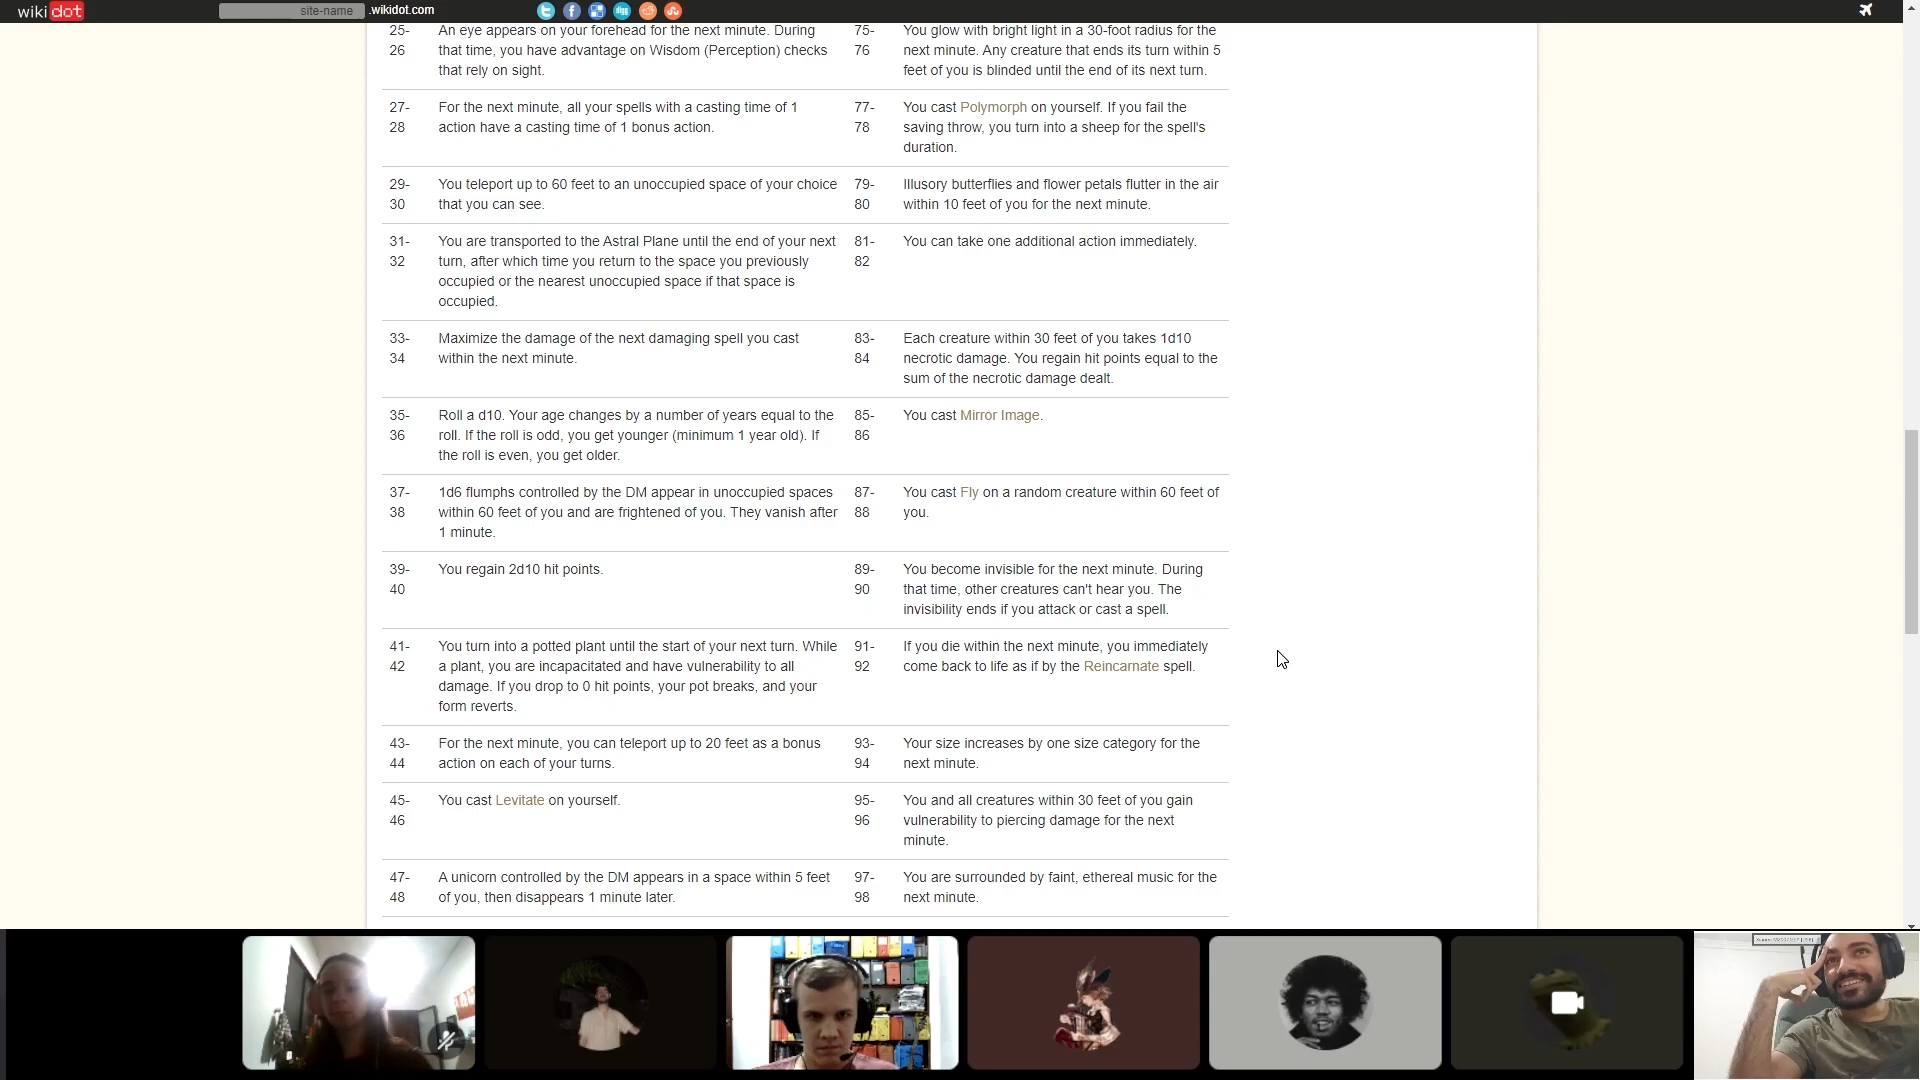 wikidot
site-name .wikidot.com
digg
25-26 An eye appears on your forehead for the next minute. During
that time, you have advantage on Wisdom (Perception) checks
that rely on sight.
75-76 You glow with bright light in a 30-foot radius for the
next minute. Any creature that ends its turn within 5
feet of you is blinded until the end of its next turn.
27-28 For the next minute, all your spells with a casting time of 1
action have a casting time of 1 bonus action.
77-78 You cast Polymorph on yourself. If you fail the
saving throw, you turn into a sheep for the spell's
duration.
29-30 You teleport up to 60 feet to an unoccupied space of your choice
that you can see.
79-80 Illusory butterflies and flower petals flutter in the air
within 10 feet of you for the next minute.
31-32 You are transported to the Astral Plane until the end of your next
turn, after which time you return to the space you previously
occupied or the nearest unoccupied space if that space is
occupied.
81-82 You can take one additional action immediately.
33-34 Maximize the damage of the next damaging spell you cast
within the next minute.
83-84 Each creature within 30 feet of you takes 1d10
necrotic damage. You regain hit points equal to the
sum of the necrotic damage dealt.
35-36 Roll a d10. Your age changes by a number of years equal to the
roll. If the roll is odd, you get younger (minimum 1 year old). If
the roll is even, you get older.
85-86 You cast Mirror Image.
37-38 1d6 flumphs controlled by the DM appear in unoccupied spaces
within 60 feet of you and are frightened of you. They vanish after
1 minute.
87-88 You cast Fly on a random creature within 60 feet of
you.
39-40 You regain 2d10 hit points.
89-90 You become invisible for the next minute. During
that time, other creatures can't hear you. The
invisibility ends if you attack or cast a spell.
41-42 You turn into a potted plant until the start of your next turn. While
a plant, you are incapacitated and have vulnerability to all
damage. If you drop to 0 hit points, your pot breaks, and your
form reverts.
91-92 If you die within the next minute, you immediately
come back to life as if by the Reincarnate spell.
43-44 For the next minute, you can teleport up to 20 feet as a bonus
action on each of your turns.
93-94 Your size increases by one size category for the
next minute.
45-46 You cast Levitate on yourself.
95-96 You and all creatures within 30 feet of you gain
vulnerability to piercing damage for the next
minute.
47-48 A unicorn controlled by the DM appears in a space within 5 feet
of you, then disappears 1 minute later.
97-98 You are surrounded by faint, ethereal music for the
next minute.